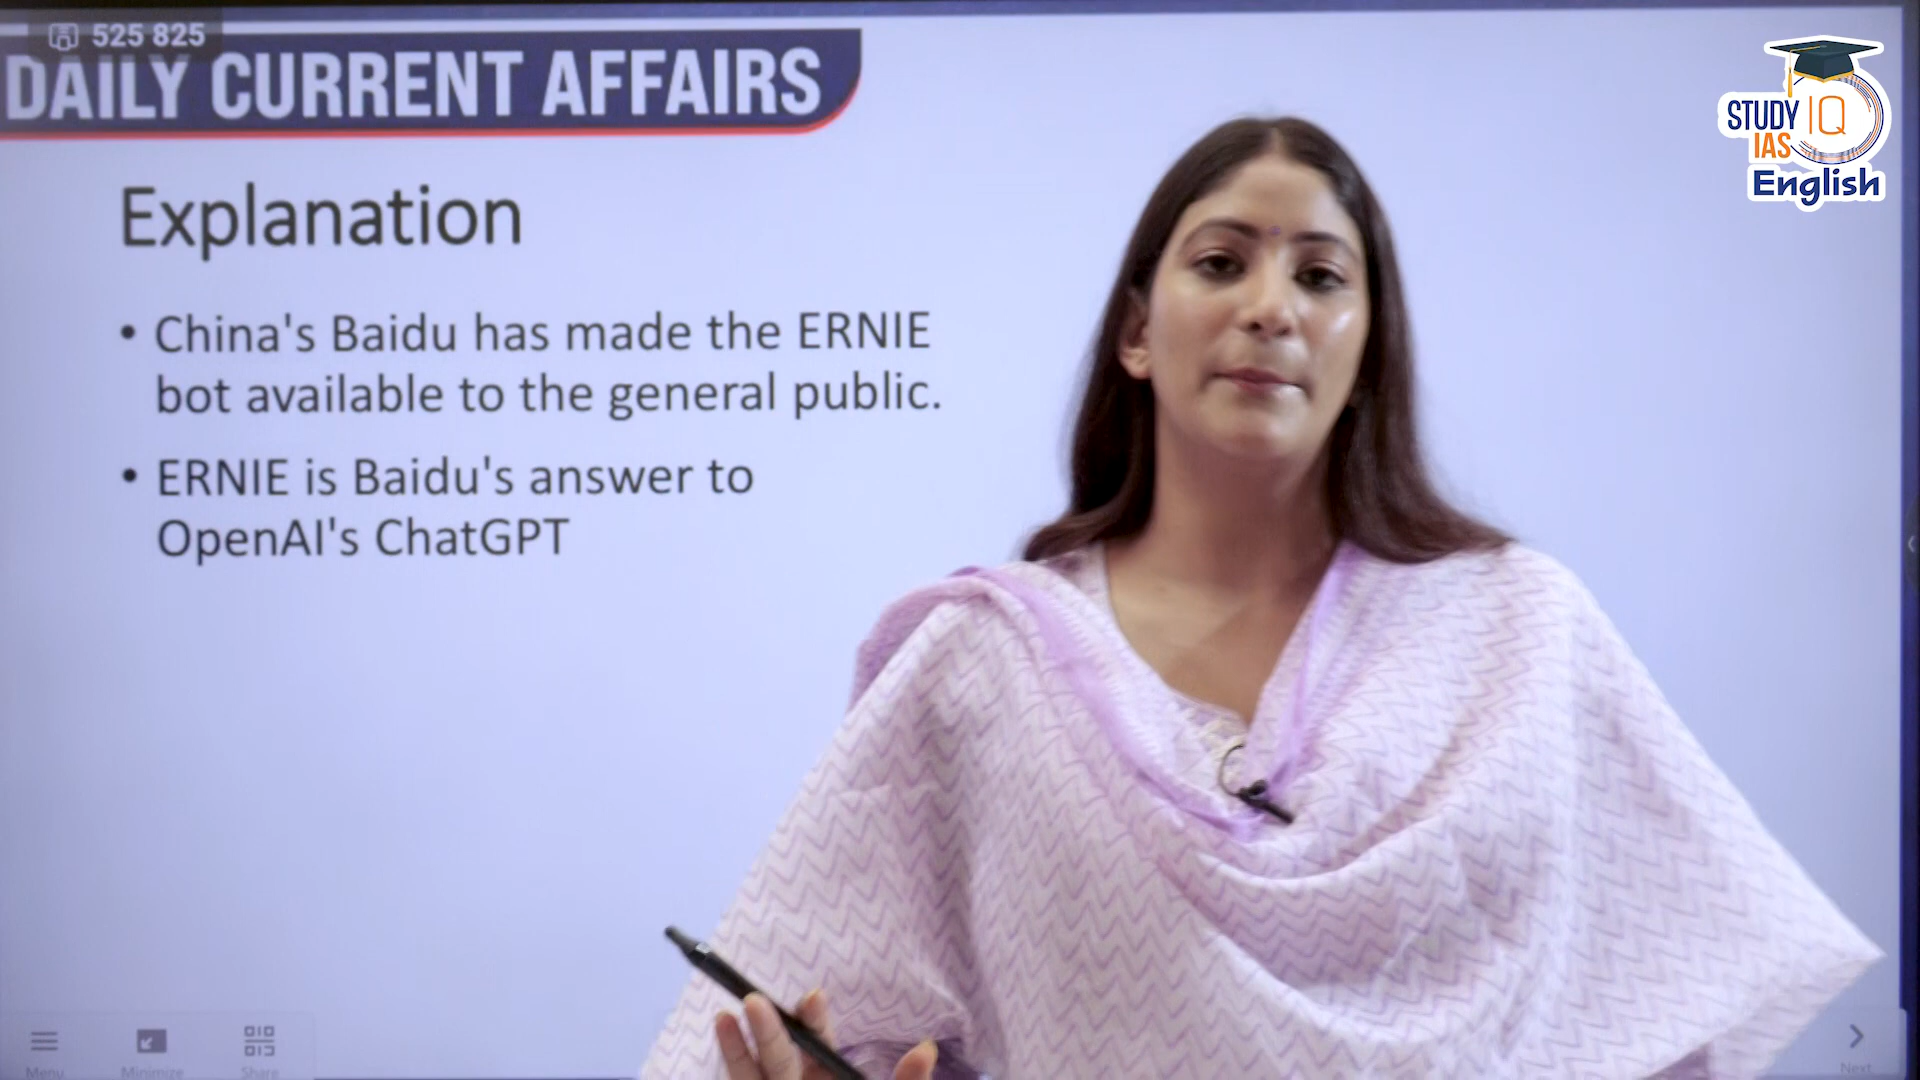 525 825
DAILY CURRENT AFFAIRS
STUDY IQ
IAS
English
Explanation
• China's Baidu has made the ERNIE
bot available to the general public.
• ERNIE is Baidu's answer to
OpenAI's ChatGPT
Menu
Minimize
Share
Next